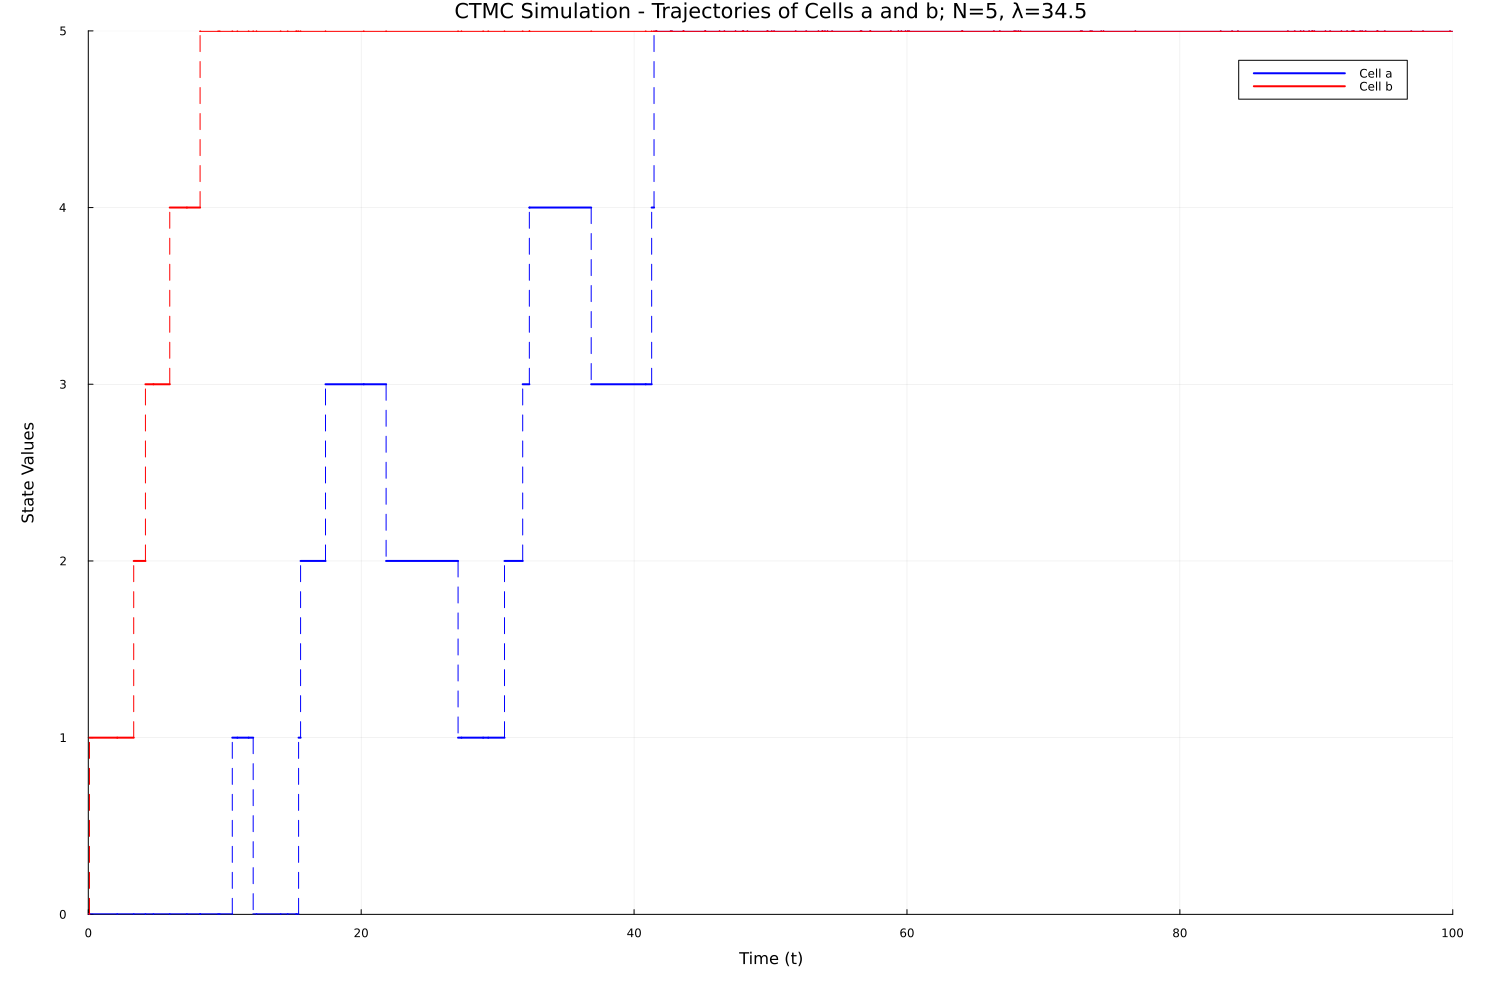 CTMC Simulation - Trajectories of Cells a and b; N=5, λ=34.5
5
Cell a
Cell b
4
3
State Values
2
1
0
0 20 40 60 80 100
Time (t)